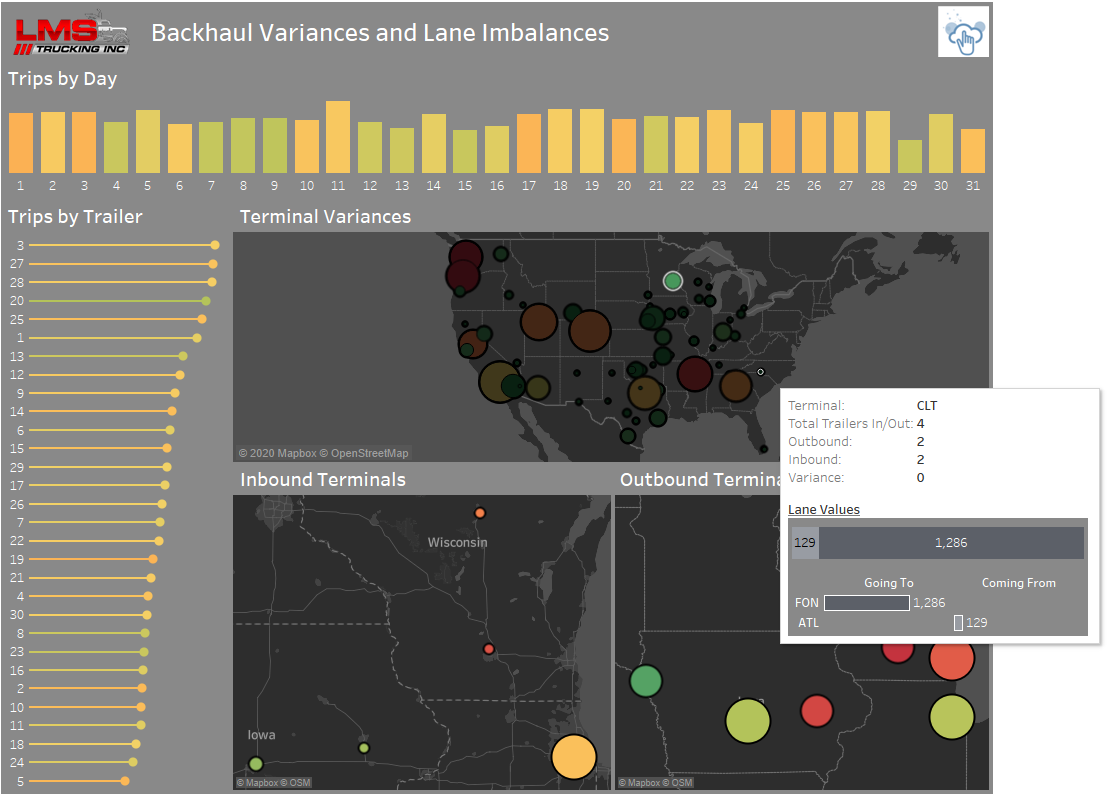 LMS
TRUCKING INC
Backhaul Variances and Lane Imbalances
Trips by Day
1 2 3 4 5 6 7 8 9 10 11 12 13 14 15 16 17 18 19 20 21 22 23 24 25 26 27 28 29 30 31
Trips by Trailer
3
27
28
20
25
1
13
12
9
14
6
15
29
17
26
7
22
19
21
4
30
8
23
16
2
10
11
18
24
5
Terminal Variances
© 2020 Mapbox © OpenStreetMap
Inbound Terminals
Wisconsin
Iowa
© Mapbox © OSM
Outbound Termina
© Mapbox © OSM
Terminal: CLT
Total Trailers In/Out: 4
Outbound: 2
Inbound: 2
Variance: 0
Lane Values
129 1,286
Going To Coming From
FON 1,286
ATL 129